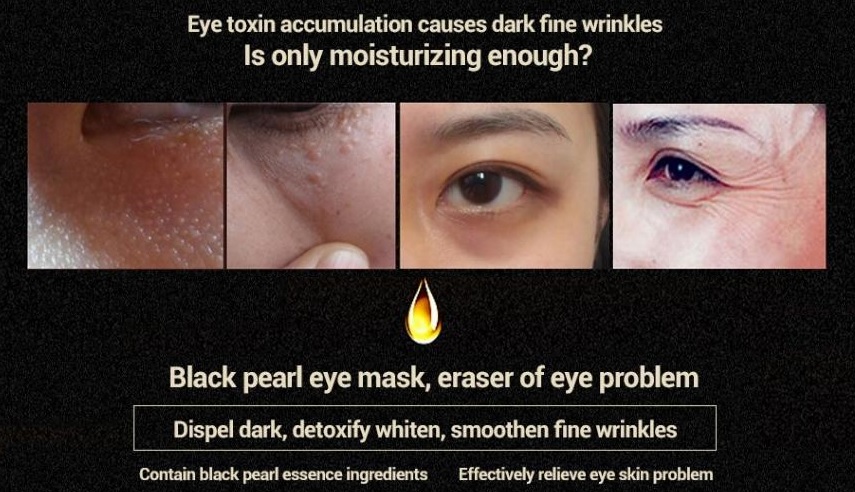 Eye toxin accumulation causes dark fine wrinkles
Is only moisturizing enough?
Black pearl eye mask, eraser of eye problem
Dispel dark, detoxify whiten, smoothen fine wrinkles
Contain black pearl essence ingredients Effectively relieve eye skin problem